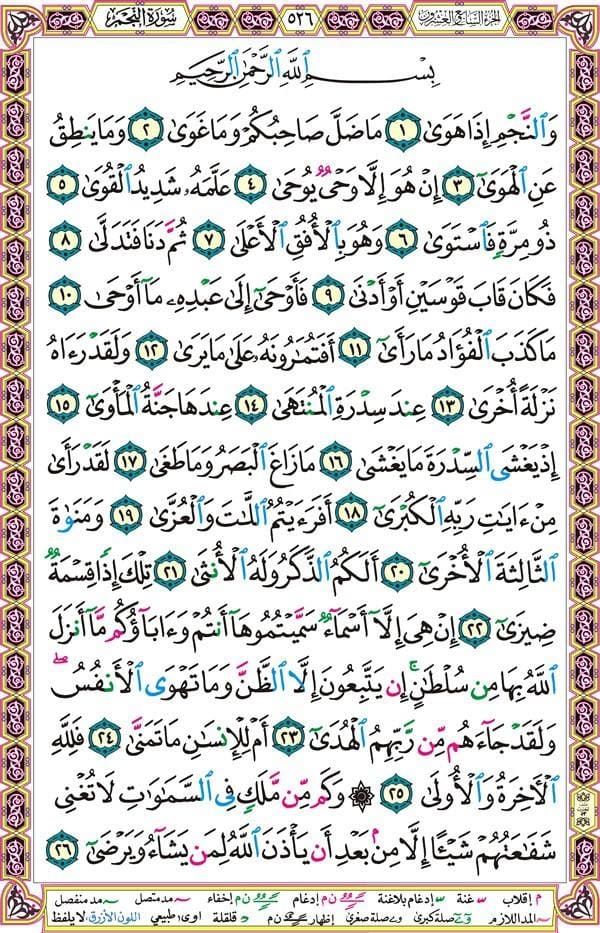 الجزء السابع والعشرون ٥٢٦ سورة النجم
بِسْمِ ٱللَّهِ ٱلرَّحْمَٰنِ ٱلرَّحِيمِ
وَٱلنَّجْمِ إِذَا هَوَىٰ ١ مَا ضَلَّ صَاحِبُكُمْ وَمَا غَوَىٰ ٢ وَمَا يَنطِقُ
عَنِ ٱلْهَوَىٰٓ ٣ إِنْ هُوَ إِلَّا وَحْىٌ يُوحَىٰ ٤ عَلَّمَهُۥ شَدِيدُ ٱلْقُوَىٰ ٥
ذُو مِرَّةٍ فَٱسْتَوَىٰ ٦ وَهُوَ بِٱلْأُفُقِ ٱلْأَعْلَىٰ ٧ ثُمَّ دَنَا فَتَدَلَّىٰ ٨
فَكَانَ قَابَ قَوْسَيْنِ أَوْ أَدْنَىٰ ٩ فَأَوْحَىٰٓ إِلَىٰ عَبْدِهِۦ مَآ أَوْحَىٰ ١٠
مَا كَذَبَ ٱلْفُؤَادُ مَا رَأَىٰٓ ١١ أَفَتُمَٰرُونَهُۥ عَلَىٰ مَا يَرَىٰ ١٢ وَلَقَدْ رَءَاهُ
نَزْلَةً أُخْرَىٰ ١٣ عِندَ سِدْرَةِ ٱلْمُنتَهَىٰ ١٤ عِندَهَا جَنَّةُ ٱلْمَأْوَىٰٓ ١٥
إِذْ يَغْشَى ٱلسِّدْرَةَ مَا يَغْشَىٰ ١٦ مَا زَاغَ ٱلْبَصَرُ وَمَا طَغَىٰ ١٧ لَقَدْ رَأَىٰ
مِنْ ءَايَٰتِ رَبِّهِ ٱلْكُبْرَىٰٓ ١٨ أَفَرَءَيْتُمُ ٱللَّٰتَ وَٱلْعُزَّىٰ ١٩ وَمَنَوٰةَ
ٱلثَّالِثَةَ ٱلْأُخْرَىٰٓ ٢٠ أَلَكُمُ ٱلذَّكَرُ وَلَهُ ٱلْأُنثَىٰ ٢١ تِلْكَ إِذًا قِسْمَةٌ
ضِيزَىٰٓ ٢٢ إِنْ هِىَ إِلَّآ أَسْمَآءٌ سَمَّيْتُمُوهَآ أَنتُمْ وَءَابَآؤُكُم مَّآ أَنزَلَ
ٱللَّهُ بِهَا مِن سُلْطَٰنٍ ۚ إِن يَتَّبِعُونَ إِلَّا ٱلظَّنَّ وَمَا تَهْوَى ٱلْأَنفُسُ ۖ
وَلَقَدْ جَآءَهُم مِّن رَّبِّهِمُ ٱلْهُدَىٰٓ ٢٣ أَمْ لِلْإِنسَٰنِ مَا تَمَنَّىٰ ٢٤ فَلِلَّهِ
ٱلْءَاخِرَةُ وَٱلْأُولَىٰ ٢٥ ۞ وَكَم مِّن مَّلَكٍ فِى ٱلسَّمَٰوَٰتِ لَا تُغْنِى
شَفَٰعَتُهُمْ شَيْـًٔا إِلَّا مِنۢ بَعْدِ أَن يَأْذَنَ ٱللَّهُ لِمَن يَشَآءُ وَيَرْضَىٰٓ ٢٦
م إقلاب غنة إدغام بلاغنة ن م إدغام ن م إخفاء مد متصل مد منفصل
المد اللازم صلة كبرى صلة صغرى إظهار ن م قلقلة اوى: طبيعي اللون الأزرق: لا يلفظ